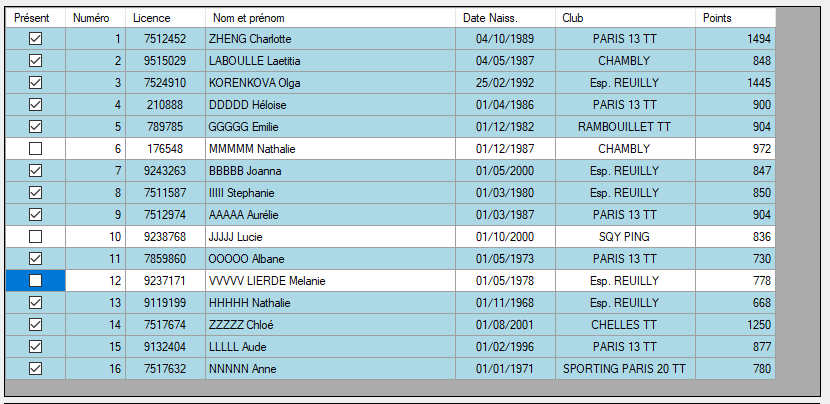 Présent Numéro Licence Nom et prénom Date Naiss. Club Points
1 7512452 ZHENG Charlotte 04/10/1989 PARIS 13 TT 1494
2 9515029 LABOULLE Laetitia 04/05/1987 CHAMBLY 848
3 7524910 KORENKOVA Olga 25/02/1992 Esp. REUILLY 1445
4 210888 DDDDD Héloise 01/04/1986 PARIS 13 TT 900
5 789785 GGGGG Emilie 01/12/1982 RAMBOUILLET TT 904
6 176548 MMMMM Nathalie 01/12/1987 CHAMBLY 972
7 9243263 BBBBB Joanna 01/05/2000 Esp. REUILLY 847
8 7511587 IIIII Stephanie 01/03/1980 Esp. REUILLY 850
9 7512974 AAAAA Aurélie 01/03/1987 PARIS 13 TT 904
10 9238768 JJJJJ Lucie 01/10/2000 SQY PING 836
11 7859860 OOOOO Albane 01/05/1973 PARIS 13 TT 730
12 9237171 VVVVV LIERDE Melanie 01/05/1978 Esp. REUILLY 778
13 9119199 HHHHH Nathalie 01/11/1968 Esp. REUILLY 668
14 7517674 ZZZZZ Chloé 01/08/2001 CHELLES TT 1250
15 9132404 LLLLL Aude 01/02/1996 PARIS 13 TT 877
16 7517632 NNNNN Anne 01/01/1971 SPORTING PARIS 20 TT 780